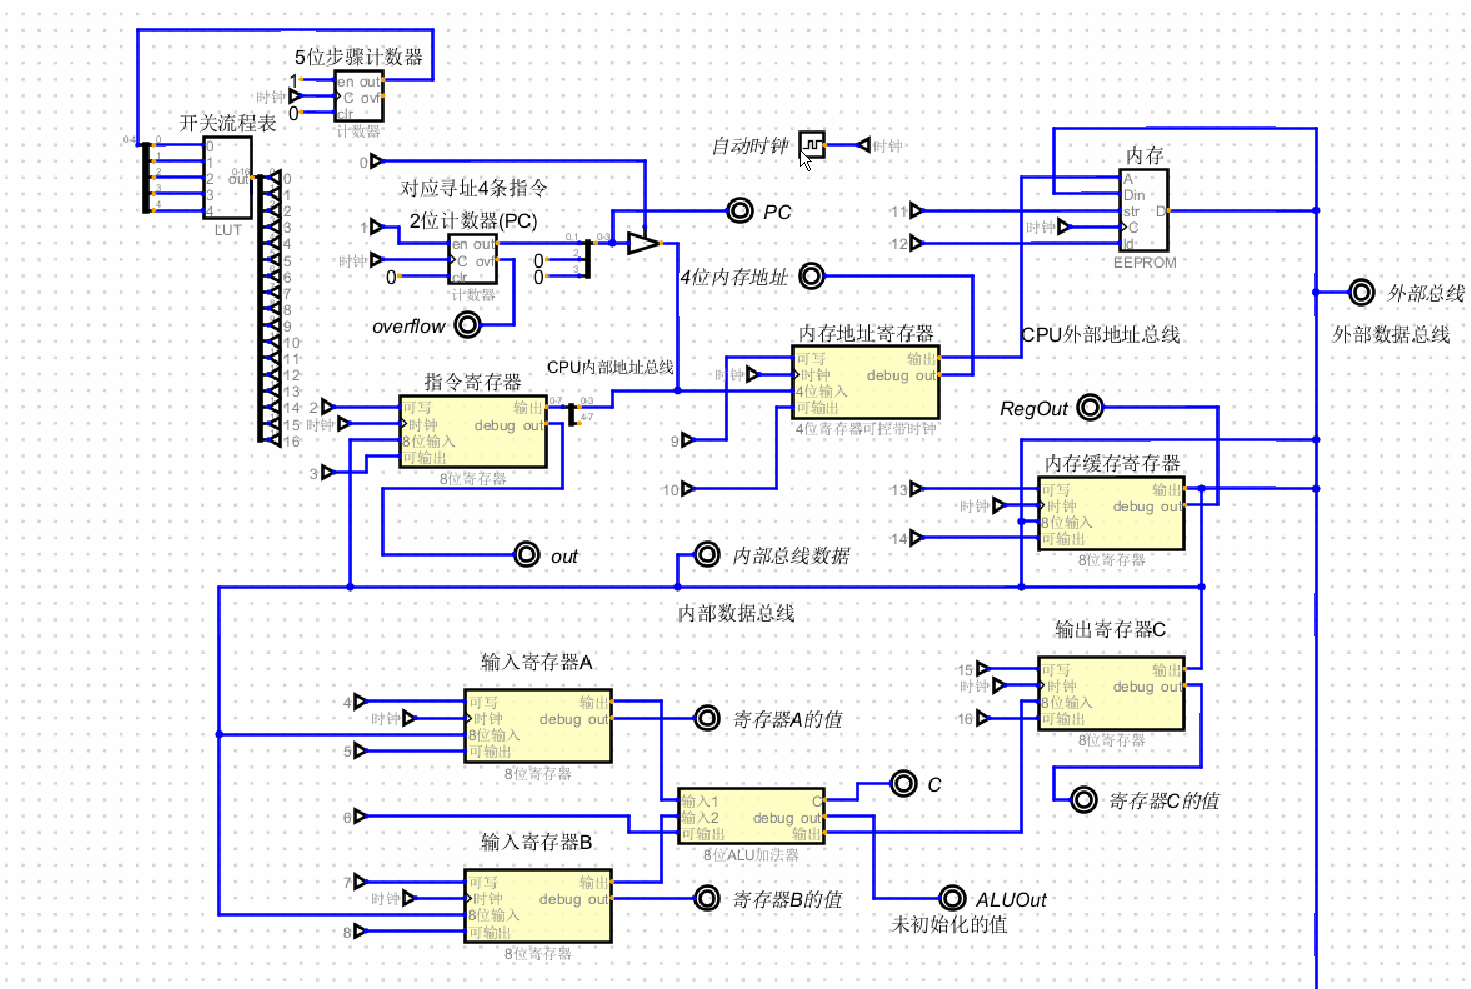 5位步骤计数器
1
en out
时钟
C ovf
0
clr
计数器
开关流程表
0-4
0
1
2
3
4
0
1
2
3
4
out
0-16
LUT
0
1
2
3
4
5
6
7
8
9
10
11
12
13
14
15
16
0
对应寻址4条指令
2位计数器(PC)
1
en out
时钟
C ovf
0
clr
计数器
0,1
2
3
0-3
0
0
overflow
PC
自动时钟
时钟
内存
A
Din
11
str
D
时钟
C
12
ld
EEPROM
4位内存地址
外部总线
外部数据总线
CPU外部地址总线
内存地址寄存器
可写
输出
时钟
时钟
debug out
4位输入
可输出
4位寄存器可控带时钟
9
10
CPU内部地址总线
指令寄存器
2
可写
输出
0-7
0-3
4-7
时钟
时钟
debug out
8位输入
3
可输出
8位寄存器
out
RegOut
内存缓存寄存器
13
可写
输出
时钟
时钟
debug out
8位输入
14
可输出
8位寄存器
内部总线数据
内部数据总线
输出寄存器C
15
可写
输出
时钟
时钟
debug out
8位输入
16
可输出
8位寄存器
寄存器C的值
输入寄存器A
4
可写
输出
时钟
时钟
debug out
8位输入
5
可输出
8位寄存器
寄存器A的值
6
输入1
C
输入2
debug out
可输出
输出
8位ALU加法器
C
输入寄存器B
7
可写
输出
时钟
时钟
debug out
8位输入
8
可输出
8位寄存器
寄存器B的值
ALUOut
未初始化的值